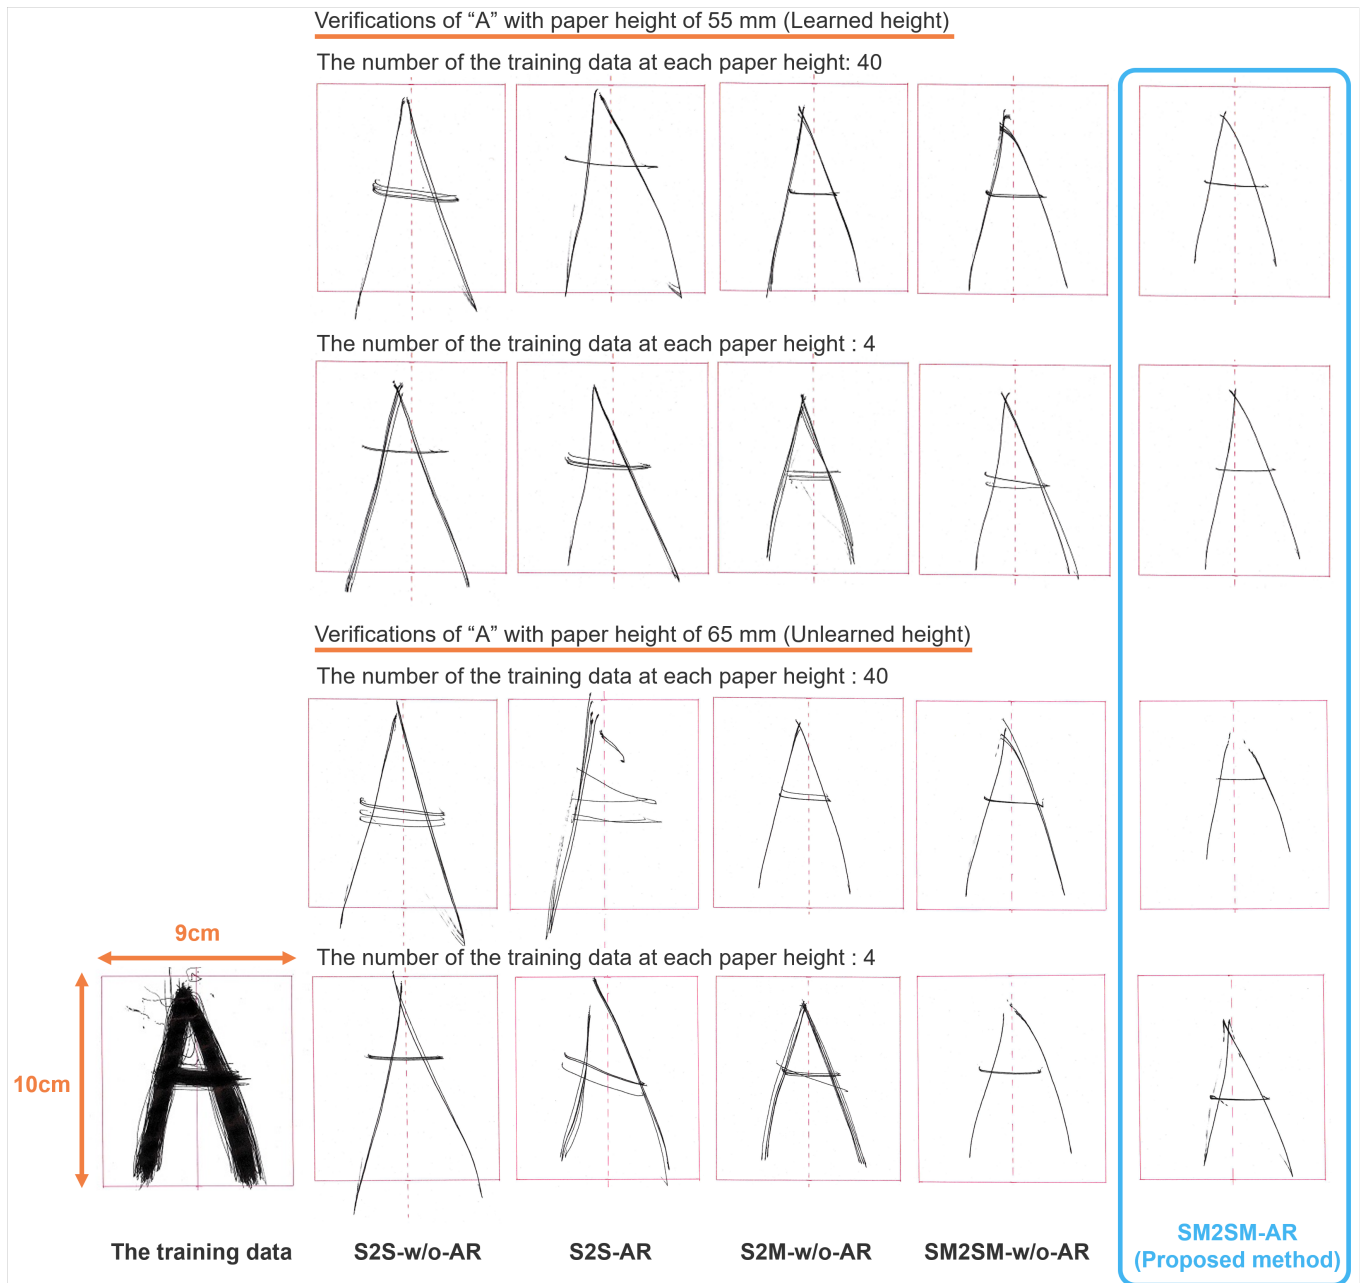 Verifications of “A” with paper height of 55 mm (Learned height)
The number of the training data at each paper height: 40
The number of the training data at each paper height : 4
Verifications of “A” with paper height of 65 mm (Unlearned height)
The number of the training data at each paper height : 40
9cm
The number of the training data at each paper height : 4
10cm
The training data
S2S-w/o-AR
S2S-AR
S2M-w/o-AR
SM2SM-w/o-AR
SM2SM-AR
(Proposed method)